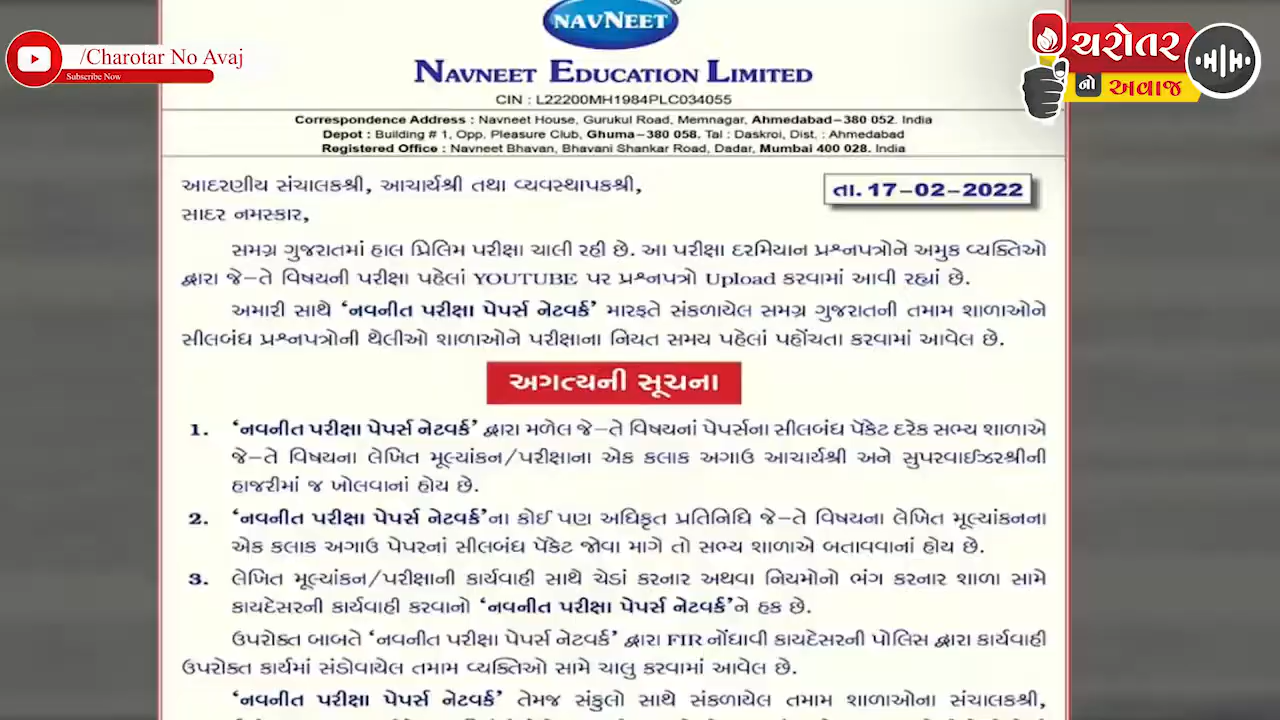 /Charotar No Avaj
Subscribe Now
ચરોતર
નો અવાજ
NAVNEET
NAVNEET EDUCATION LIMITED
CIN : L22200MH1984PLC034055
Correspondence Address : Navneet House, Gurukul Road, Memnagar, Ahmedabad-380 052. India
Depot : Building # 1, Opp. Pleasure Club, Ghuma-380 058. Tal : Daskroi, Dist. : Ahmedabad
Registered Office : Navneet Bhavan, Bhavani Shankar Road, Dadar, Mumbai 400 028. India
આદરણીય સંચાલકશ્રી, આચાર્યશ્રી તથા વ્યવસ્થાપકશ્રી,
તા. 17-02-2022
સાદર નમસ્કાર,
સમગ્ર ગુજરાતમાં હાલ પ્રિલિમ પરીક્ષા ચાલી રહી છે. આ પરીક્ષા દરમિયાન પ્રશ્નપત્રોને અમુક વ્યક્તિઓ
દ્વારા જે-તે વિષયની પરીક્ષા પહેલાં YOUTUBE પર પ્રશ્નપત્રો Upload કરવામાં આવી રહ્યાં છે.
અમારી સાથે ‘નવનીત પરીક્ષા પેપર્સ નેટવર્ક’ મારફતે સંકળાયેલ સમગ્ર ગુજરાતની તમામ શાળાઓને
સીલબંધ પ્રશ્નપત્રોની થેલીઓ શાળાઓને પરીક્ષાના નિયત સમય પહેલાં પહોંચતા કરવામાં આવેલ છે.
અગત્યની સૂચના
1. ‘નવનીત પરીક્ષા પેપર્સ નેટવર્ક’ દ્વારા મળેલ જે-તે વિષયનાં પેપર્સના સીલબંધ પૅકેટ દરેક સભ્ય શાળાએ
જે-તે વિષયના લેખિત મૂલ્યાંકન/પરીક્ષાના એક કલાક અગાઉ આચાર્યશ્રી અને સુપરવાઈઝરશ્રીની
હાજરીમાં જ ખોલવાનાં હોય છે.
2. ‘નવનીત પરીક્ષા પેપર્સ નેટવર્ક’ના કોઈ પણ અધિકૃત પ્રતિનિધિ જે-તે વિષયના લેખિત મૂલ્યાંકનના
એક કલાક અગાઉ પેપરનાં સીલબંધ પૅકેટ જોવા માગે તો સભ્ય શાળાએ બતાવવાનાં હોય છે.
3. લેખિત મૂલ્યાંકન/પરીક્ષાની કાર્યવાહી સાથે ચેડાં કરનાર અથવા નિયમોનો ભંગ કરનાર શાળા સામે
કાયદેસરની કાર્યવાહી કરવાનો ‘નવનીત પરીક્ષા પેપર્સ નેટવર્ક’ને હક છે.
ઉપરોક્ત બાબતે ‘નવનીત પરીક્ષા પેપર્સ નેટવર્ક’ દ્વારા FIR નોંધાવી કાયદેસરની પોલિસ દ્વારા કાર્યવાહી
ઉપરોક્ત કાર્યમાં સંડોવાયેલ તમામ વ્યક્તિઓ સામે ચાલુ કરવામાં આવેલ છે.
‘નવનીત પરીક્ષા પેપર્સ નેટવર્ક’ તેમજ સંકુલો સાથે સંકળાયેલ તમામ શાળાઓના સંચાલકશ્રી,